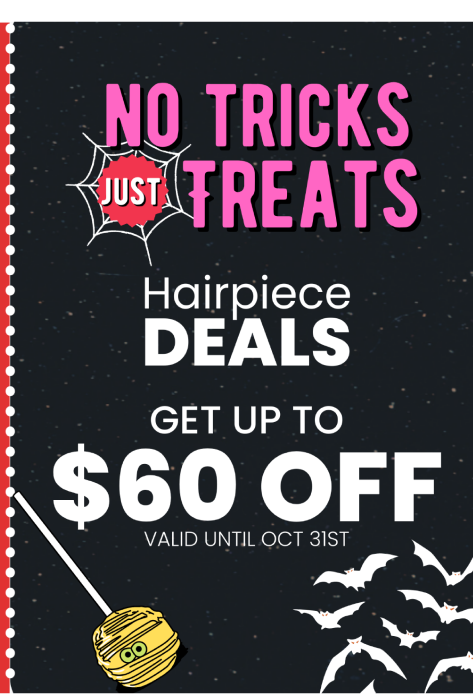 NO TRICKS
JUST TREATS
Hairpiece
DEALS
GET UP TO
$60 OFF
VALID UNTIL OCT 31ST